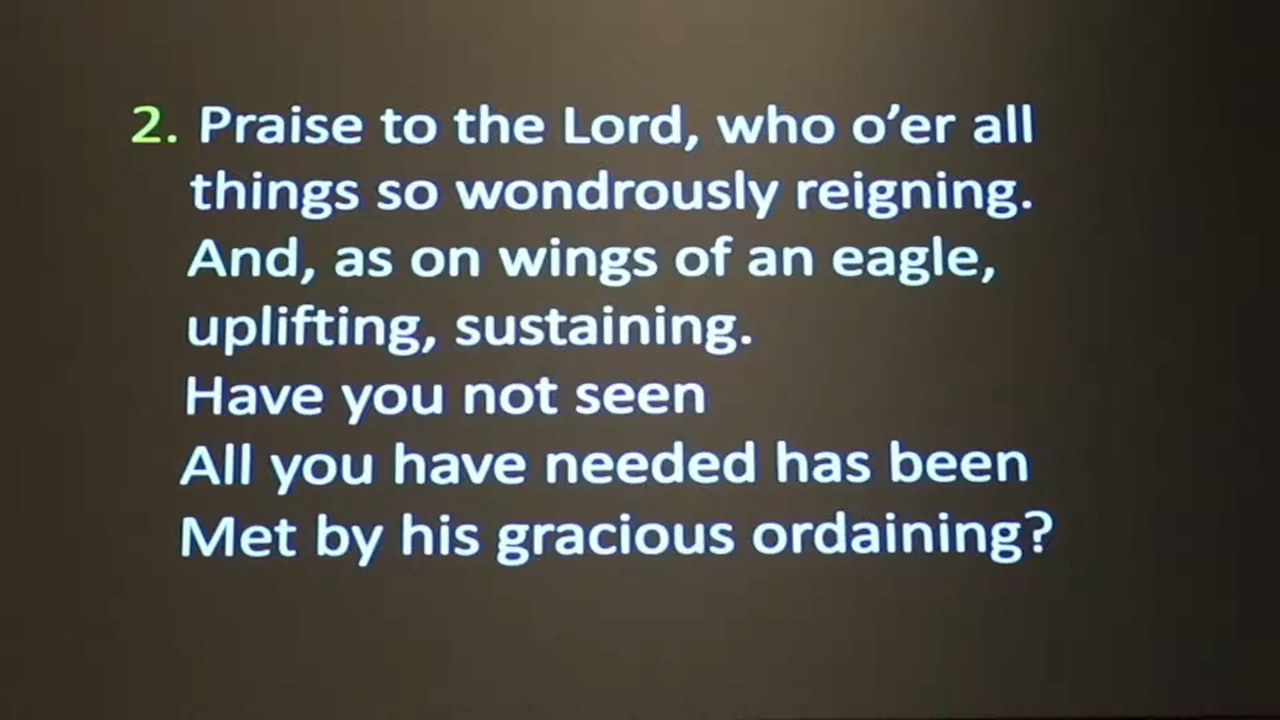 2. Praise to the Lord, who o’er all
things so wondrously reigning.
And, as on wings of an eagle,
uplifting, sustaining.
Have you not seen
All you have needed has been
Met by his gracious ordaining?